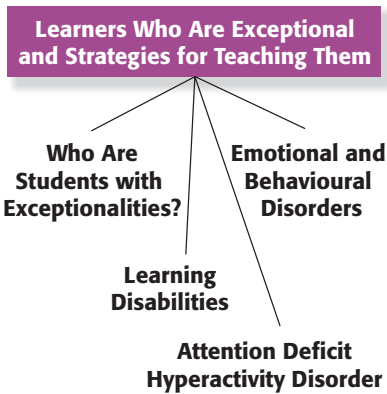 Learners Who Are Exceptional
and Strategies for Teaching Them
Who Are
Students with
Exceptionalities?
Emotional and
Behavioural
Disorders
Learning
Disabilities
Attention Deficit
Hyperactivity Disorder